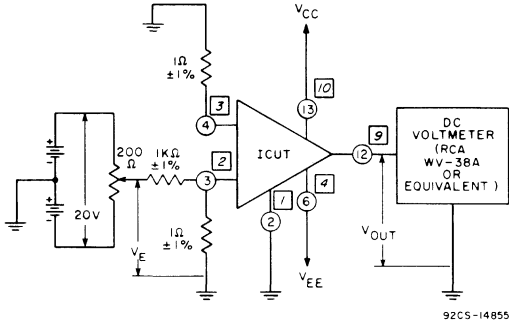 VCC
1Ω
±1%
3
10
4
13
DC
VOLTMETER
(RCA
WV-38A
OR
EQUIVALENT)
9
12
ICUT
200
Ω
1KΩ
±1%
2
3
+
-
+
-
20V
1
4
2
6
1Ω
±1%
VE
VEE
VOUT
92CS-14855